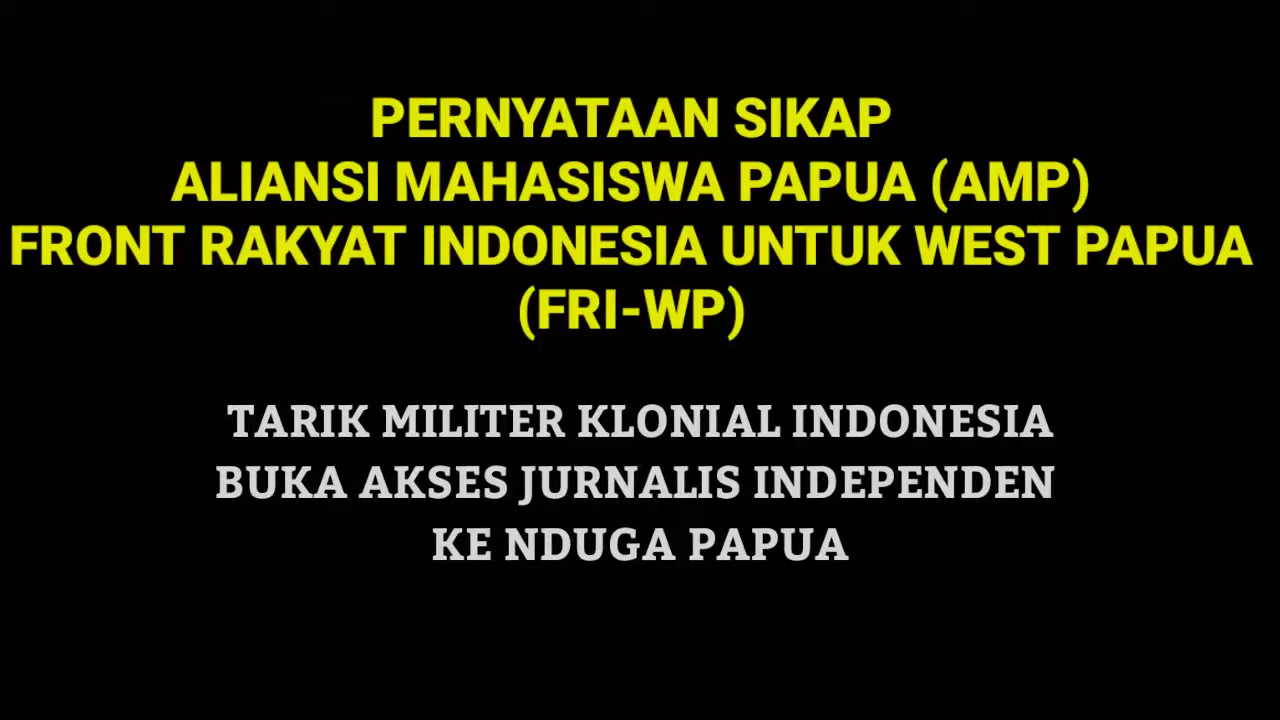 PERNYATAAN SIKAP
ALIANSI MAHASISWA PAPUA (AMP)
FRONT RAKYAT INDONESIA UNTUK WEST PAPUA
(FRI-WP)
TARIK MILITER KLONIAL INDONESIA
BUKA AKSES JURNALIS INDEPENDEN
KE NDUGA PAPUA